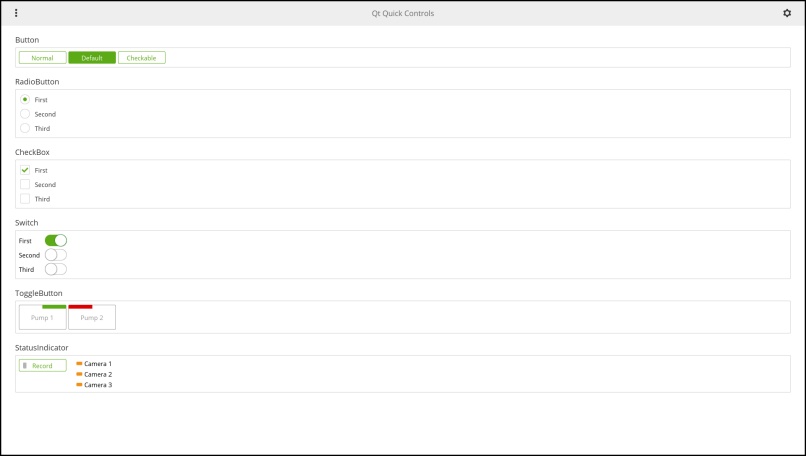 Qt Quick Controls
Button
Normal Default Checkable
RadioButton
First
Second
Third
CheckBox
First
Second
Third
Switch
First
Second
Third
ToggleButton
Pump 1 Pump 2
StatusIndicator
Record Camera 1
Camera 2
Camera 3